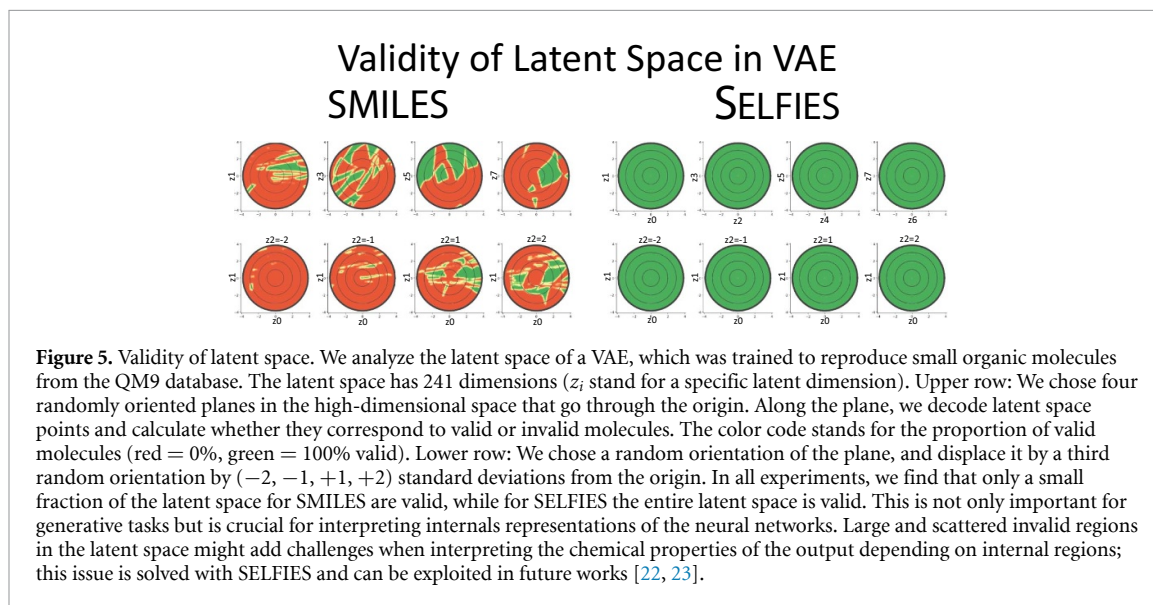 Validity of Latent Space in VAE
SMILES SELFIES
z1 z3 z5 z7 z1 z3 z5 z7
z0 z2 z4 z6
z2=-2 z2=-1 z2=1 z2=2 z2=-2 z2=-1 z2=1 z2=2
z1 z1 z1 z1 z1 z1 z1 z1
z0 z0 z0 z0 z0 z0 z0 z0
Figure 5. Validity of latent space. We analyze the latent space of a VAE, which was trained to reproduce small organic molecules
from the QM9 database. The latent space has 241 dimensions (zi stand for a specific latent dimension). Upper row: We chose four
randomly oriented planes in the high-dimensional space that go through the origin. Along the plane, we decode latent space
points and calculate whether they correspond to valid or invalid molecules. The color code stands for the proportion of valid
molecules (red = 0%, green = 100% valid). Lower row: We chose a random orientation of the plane, and displace it by a third
random orientation by (−2, −1, +1, +2) standard deviations from the origin. In all experiments, we find that only a small
fraction of the latent space for SMILES are valid, while for SELFIES the entire latent space is valid. This is not only important for
generative tasks but is crucial for interpreting internals representations of the neural networks. Large and scattered invalid regions
in the latent space might add challenges when interpreting the chemical properties of the output depending on internal regions;
this issue is solved with SELFIES and can be exploited in future works [22, 23].